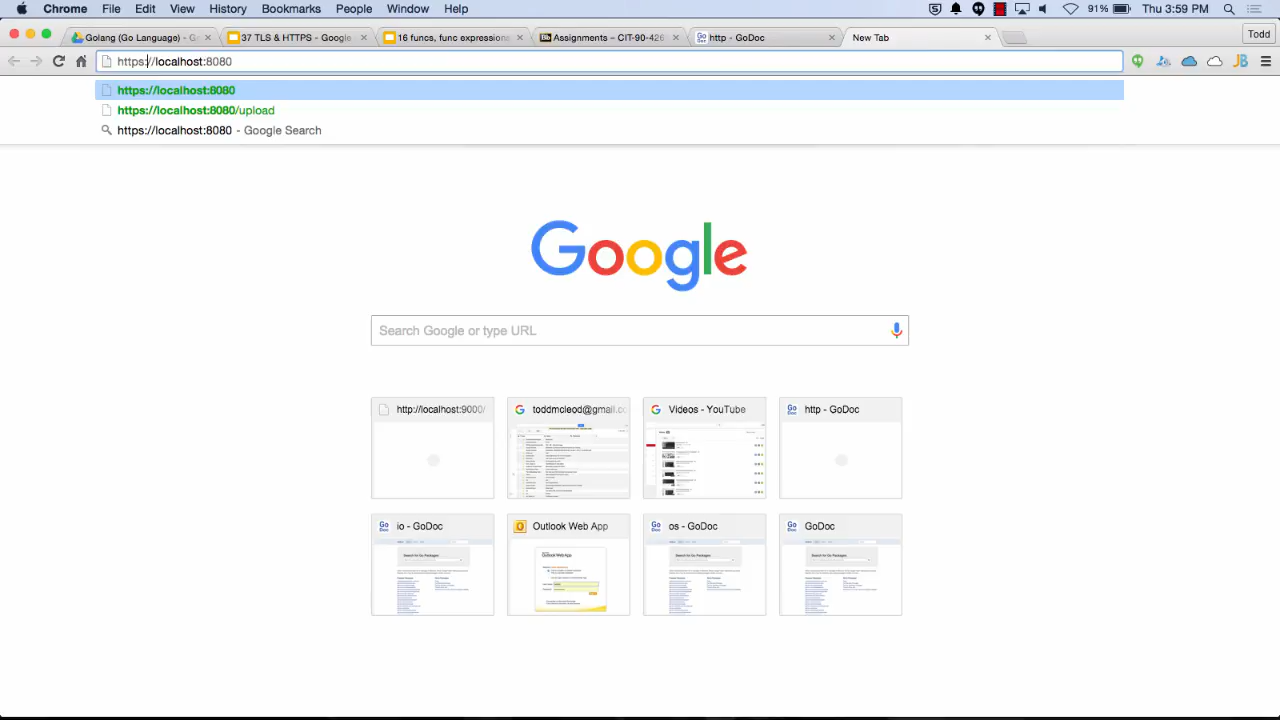 Chrome File Edit View History Bookmarks People Window Help 91% Thu 3:59 PM
Golang (Go Language) - G 37 TLS & HTTPS - Google 16 funcs, func expression Assignments – CIT-90-426 http - GoDoc New Tab Todd
https://localhost:8080
https://localhost:8080
https://localhost:8080/upload
https://localhost:8080 - Google Search
Google
Search Google or type URL
http://localhost:9000/ toddmcleod@gmail.c Videos - YouTube http - GoDoc
io - GoDoc Outlook Web App os - GoDoc GoDoc